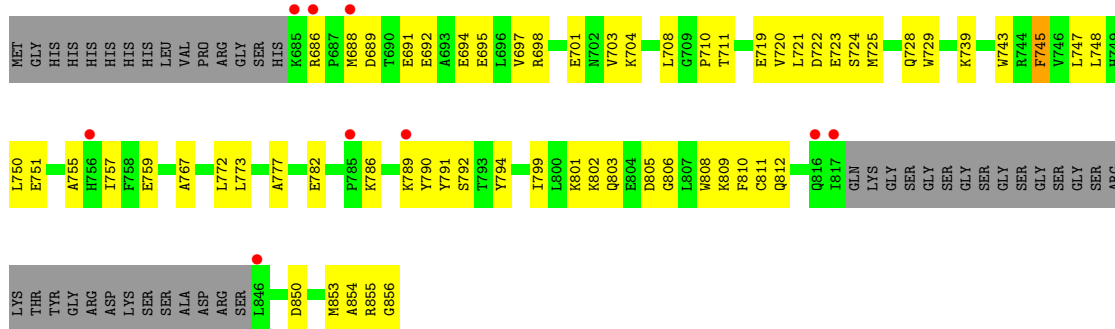 MET GLY HIS HIS HIS HIS HIS HIS LEU VAL PRO ARG GLY SER HIS K685 R686 P687 M688 D689 T690 E691 E692 A693 E694 E695 L696 V697 R698 E701 N702 V703 K704 L708 G709 P710 T711 E719 V720 L721 D722 E723 S724 M725 Q728 W729 K739 W743 R744 F745 V746 L747 L748 H749
L750 E751 A755 H756 I757 F758 E759 A767 L772 L773 A777 E782 P785 K786 K789 Y790 Y791 S792 T793 Y794 I799 L800 K801 K802 Q803 E804 D805 G806 L807 W808 K809 F810 C811 Q812 Q816 I817 GLN LYS GLY SER GLY SER GLY SER GLY SER GLY SER GLY SER ARG
LYS THR TYR GLY ARG ASP LYS SER SER ALA ASP ARG SER L846 D850 M853 A854 R855 G856